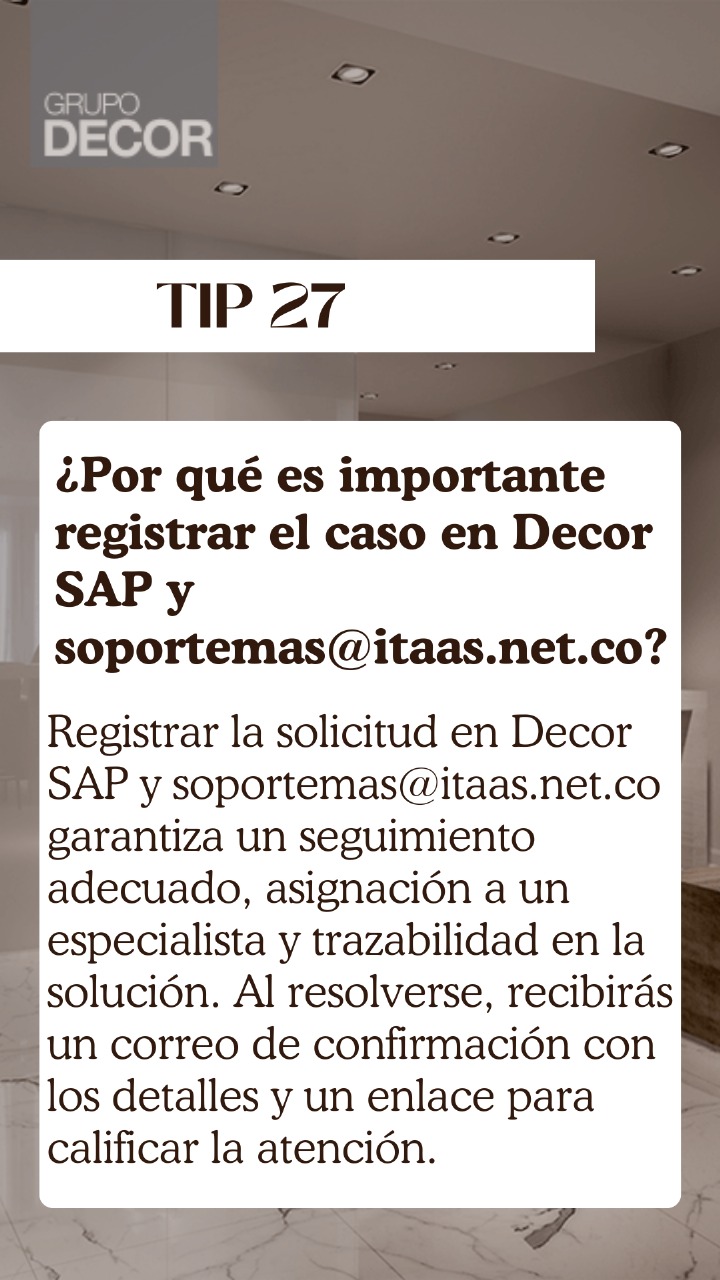 GRUPO
DECOR
TIP 27
¿Por qué es importante
registrar el caso en Decor
SAP y
soportemas@itaas.net.co?
Registrar la solicitud en Decor
SAP y soportemas@itaas.net.co
garantiza un seguimiento
adecuado, asignación a un
especialista y trazabilidad en la
solución. Al resolverse, recibirás
un correo de confirmación con
los detalles y un enlace para
calificar la atención.